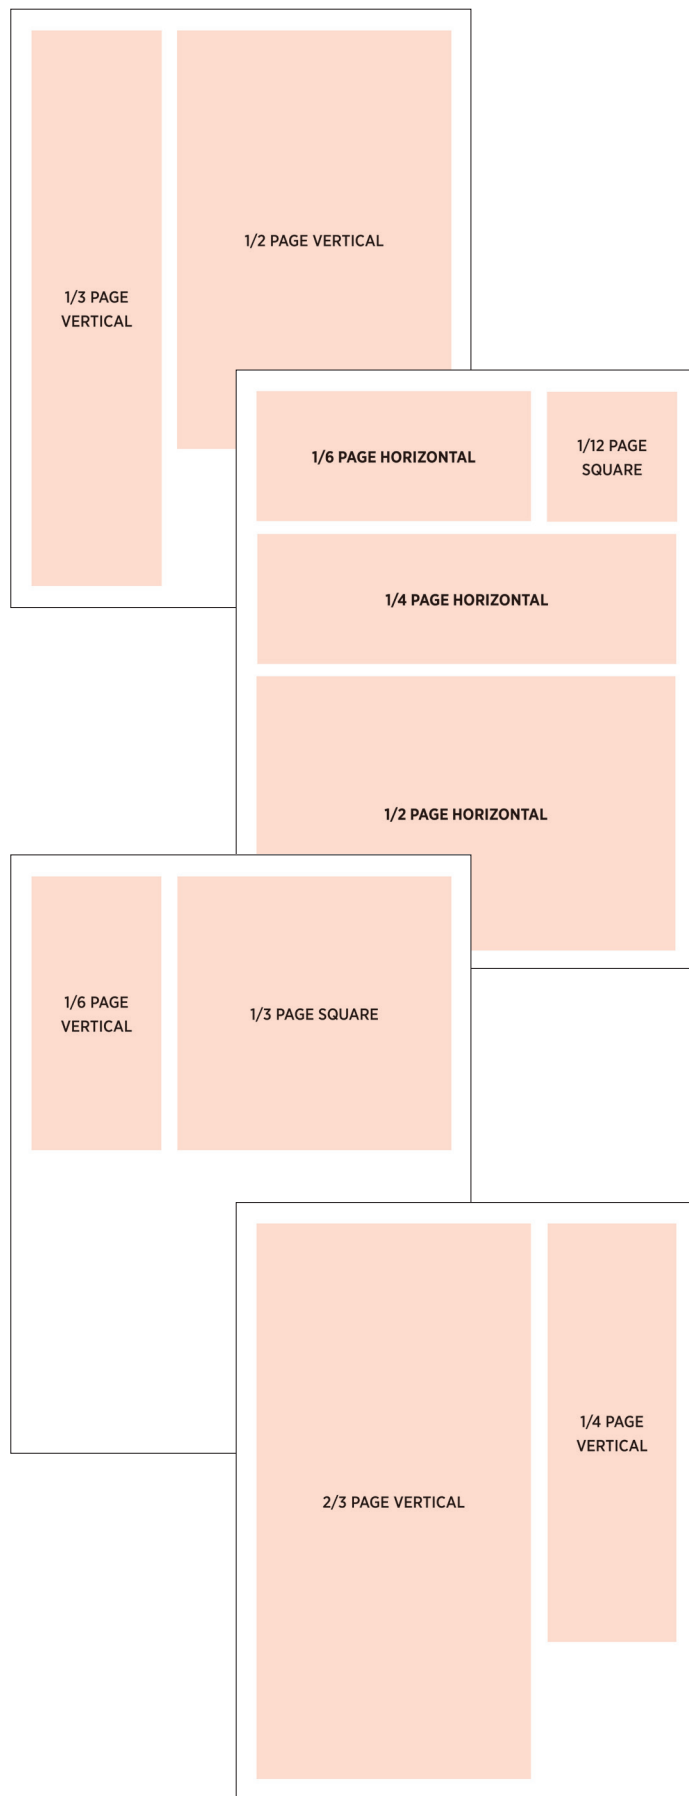 1/2 PAGE VERTICAL
1/3 PAGE
VERTICAL
1/6 PAGE HORIZONTAL
1/12 PAGE
SQUARE
1/4 PAGE HORIZONTAL
1/2 PAGE HORIZONTAL
1/6 PAGE
VERTICAL
1/3 PAGE SQUARE
1/4 PAGE
VERTICAL
2/3 PAGE VERTICAL